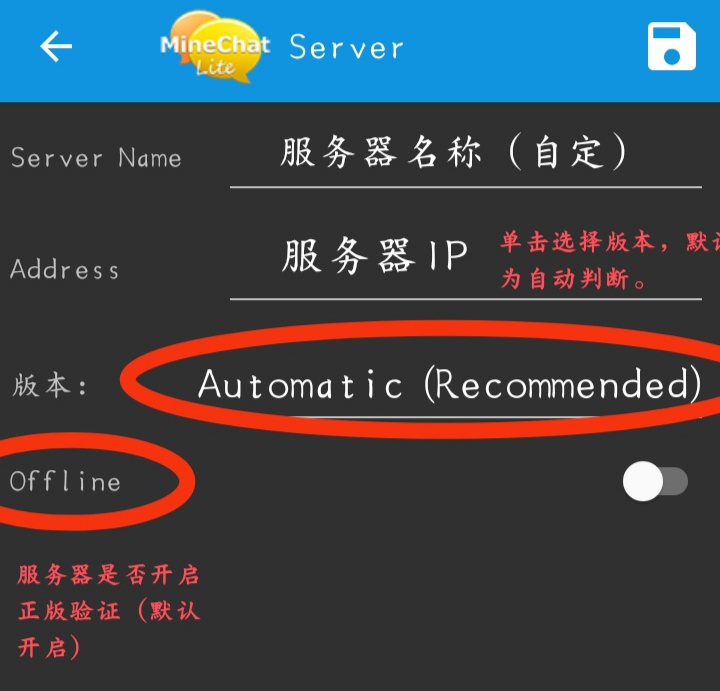 MineChat
Lite
Server
Server Name
服务器名称（自定）
Address
服务器IP
单击选择版本，默认
为自动判断。
版本：
Automatic (Recommended)
Offline
服务器是否开启
正版验证（默认
开启）